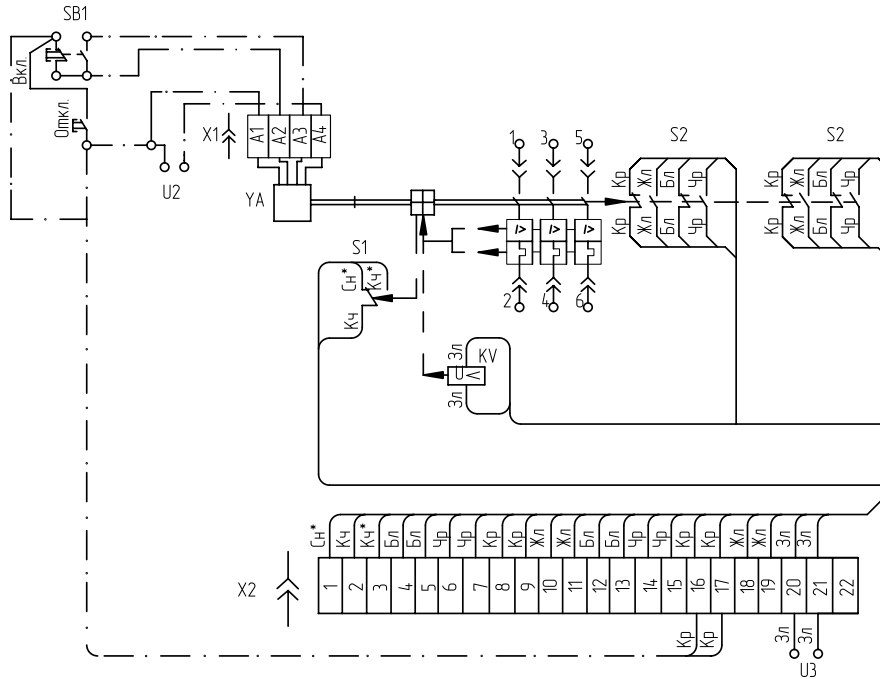 SB1
Вкл.
Откл.
X1
A1 A2 A3 A4
U2
YA
1 3 5
I> I> I>
2 4 6
S2
Кр Жл Бл Чр
Кр Жл Бл Чр
S2
Кр Жл Бл Чр
Кр Жл Бл Чр
S1
Сн* Кч*
Кч
Зл KV
U<
Зл
Сн* Кч Кч* Бл Бл Чр Чр Кр Кр Жл Жл Бл Бл Чр Чр Кр Кр Жл Жл Зл Зл
X2
1 2 3 4 5 6 7 8 9 10 11 12 13 14 15 16 17 18 19 20 21 22
Кр Кр Зл Зл
U3